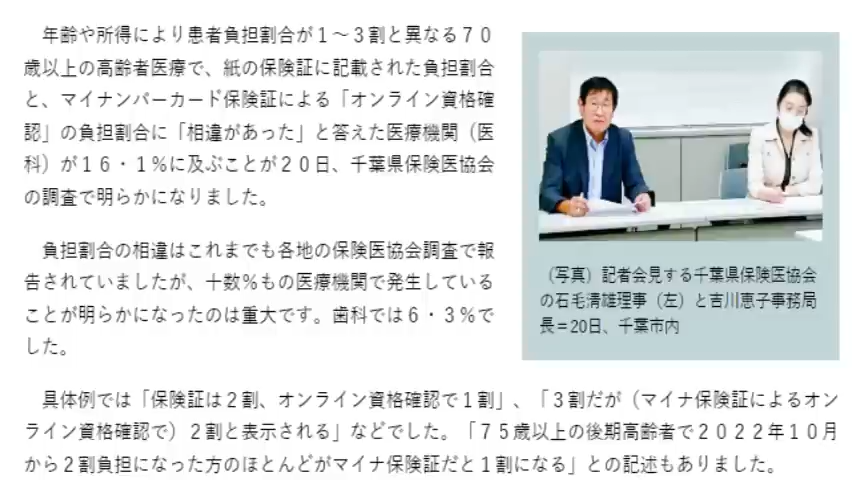 年齢や所得により患者負担割合が１～３割と異なる７０
歳以上の高齢者医療で、紙の保険証に記載された負担割合
と、マイナンバーカード保険証による「オンライン資格確
認」の負担割合に「相違があった」と答えた医療機関（医
科）が１６・１％に及ぶことが２０日、千葉県保険医協会
の調査で明らかになりました。
　負担割合の相違はこれまでも各地の保険医協会調査で報
告されていましたが、十数％もの医療機関で発生している
ことが明らかになったのは重大です。歯科では６・３％で
した。
（写真）記者会見する千葉県保険医協会
の石毛清雄理事（左）と吉川恵子事務局
長＝20日、千葉市内
　具体例では「保険証は２割、オンライン資格確認で１割」、「３割だが（マイナ保険証によるオン
ライン資格確認で）２割と表示される」などでした。「７５歳以上の後期高齢者で２０２２年１０月
から２割負担になった方のほとんどがマイナ保険証だと１割になる」との記述もありました。